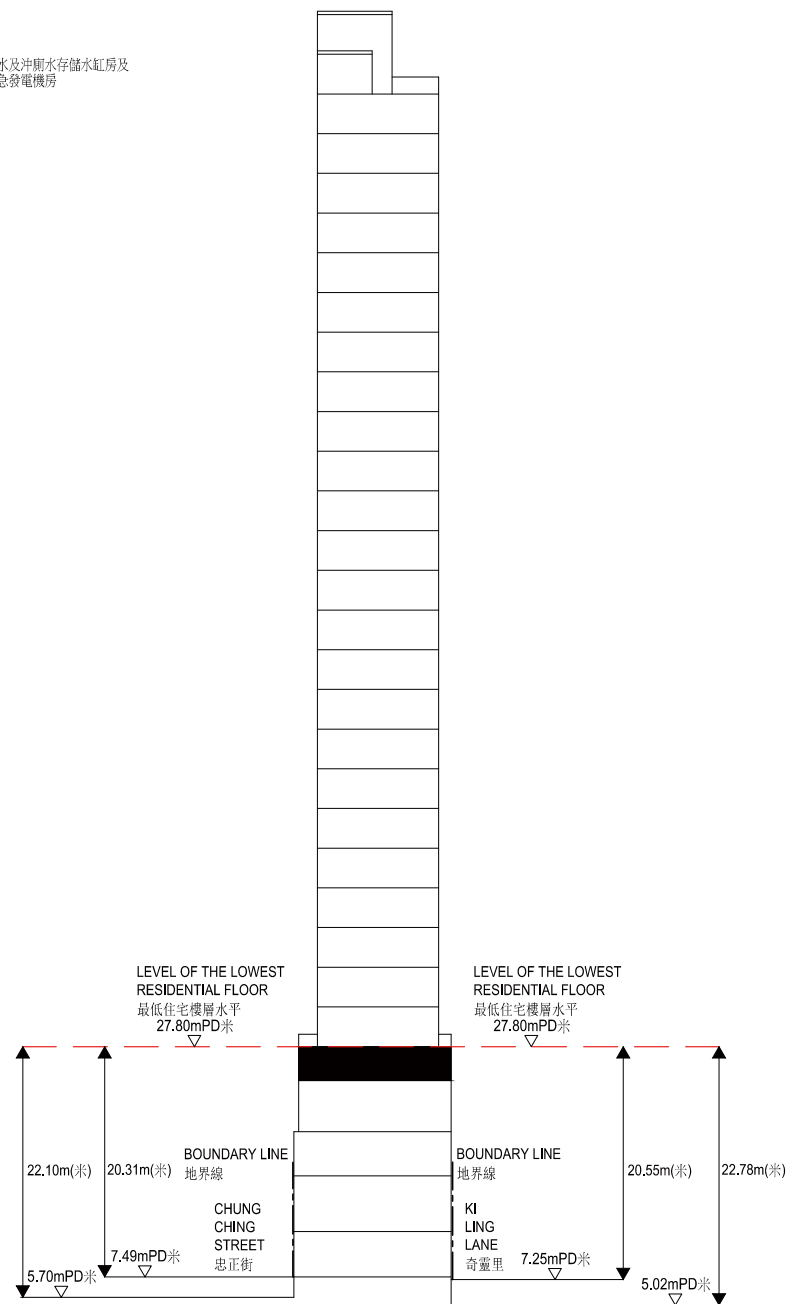 水及沖廁水存儲水缸房及
急發電機房
LEVEL OF THE LOWEST
RESIDENTIAL FLOOR
最低住宅樓層水平
27.80mPD米
LEVEL OF THE LOWEST
RESIDENTIAL FLOOR
最低住宅樓層水平
27.80mPD米
BOUNDARY LINE
地界線
BOUNDARY LINE
地界線
22.10m(米)
20.31m(米)
20.55m(米)
22.78m(米)
CHUNG
CHING
STREET
忠正街
KI
LING
LANE
奇靈里
7.49mPD米
7.25mPD米
5.70mPD米
5.02mPD米